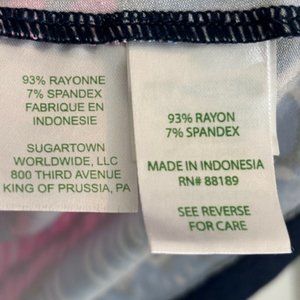 93% RAYONNE
7% SPANDEX
FABRIQUE EN
INDONESIE
SUGARTOWN
WORLDWIDE, LLC
800 THIRD AVENUE
KING OF PRUSSIA, PA
93% RAYON
7% SPANDEX
MADE IN INDONESIA
RN# 88189
SEE REVERSE
FOR CARE